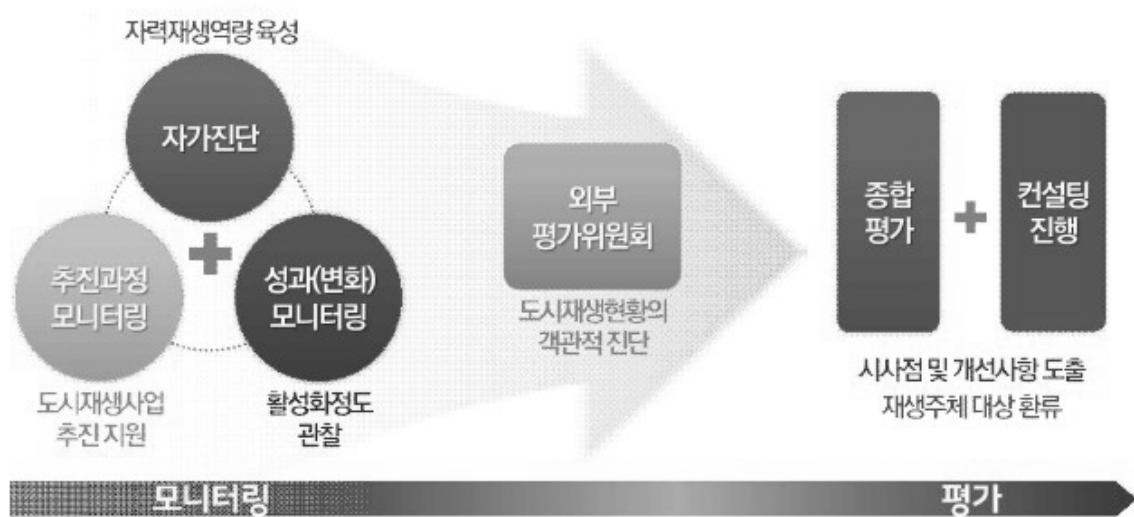 자력재생역량 육성
자가진단
추진과정
모니터링
성과(변화)
모니터링
도시재생사업
추진 지원
활성화정도
관찰
외부
평가위원회
도시재생현황의
객관적 진단
종합
평가
컨설팅
진행
시사점 및 개선사항 도출
재생주체 대상 환류
모니터링
평가